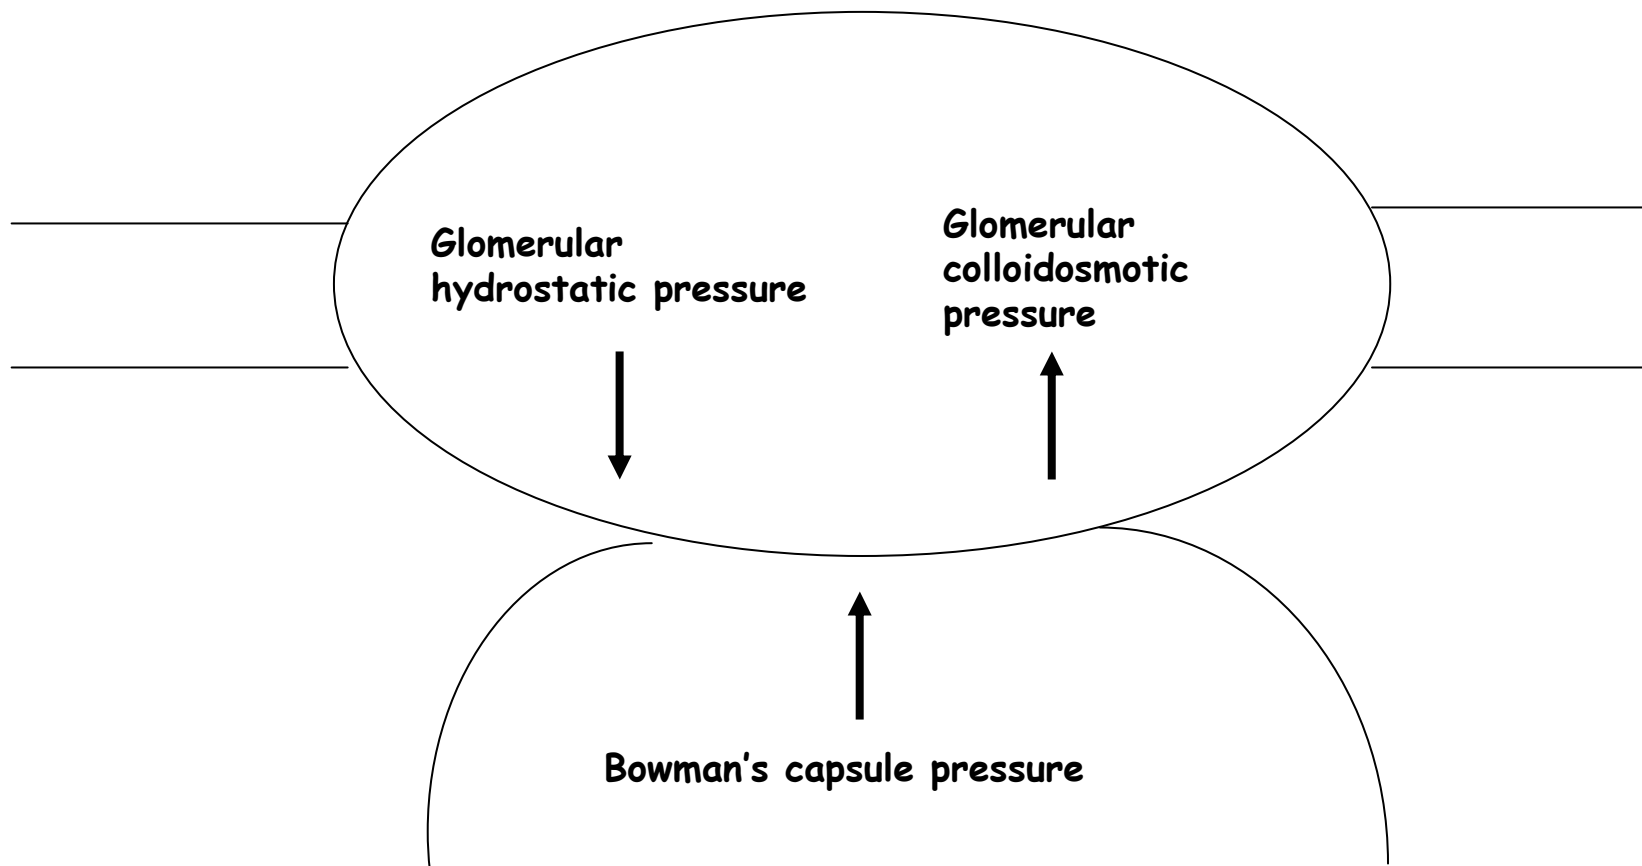 Glomerular
hydrostatic pressure
Glomerular
colloidosmotic
pressure
Bowman's capsule pressure